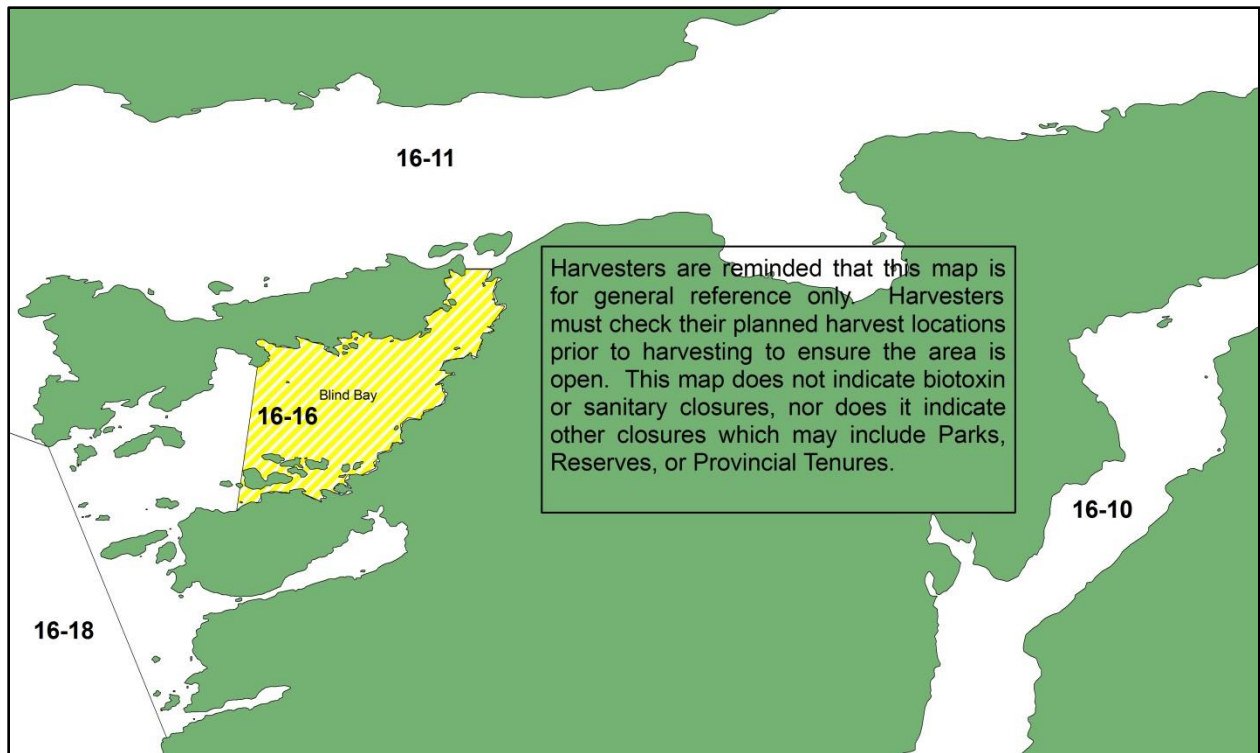 16-11
Harvesters are reminded that this map is
for general reference only. Harvesters
must check their planned harvest locations
prior to harvesting to ensure the area is
open. This map does not indicate biotoxin
or sanitary closures, nor does it indicate
other closures which may include Parks,
Reserves, or Provincial Tenures.
Blind Bay
16-16
16-10
16-18